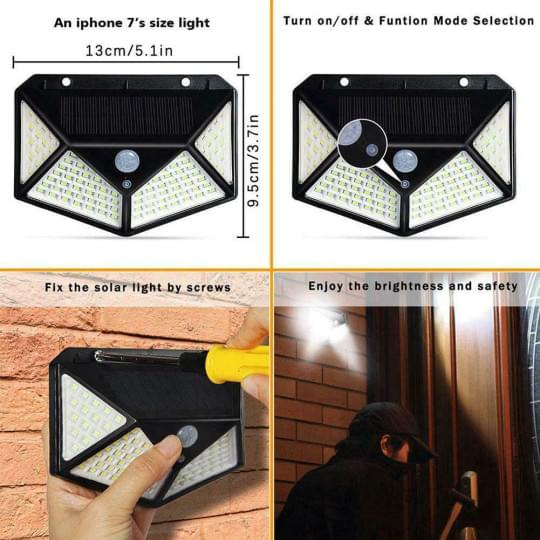 An iphone 7's size light
13cm/5.1in
9.5cm/3.7in
Turn on/off & Funtion Mode Selection
Fix the solar light by screws
Enjoy the brightness and safety